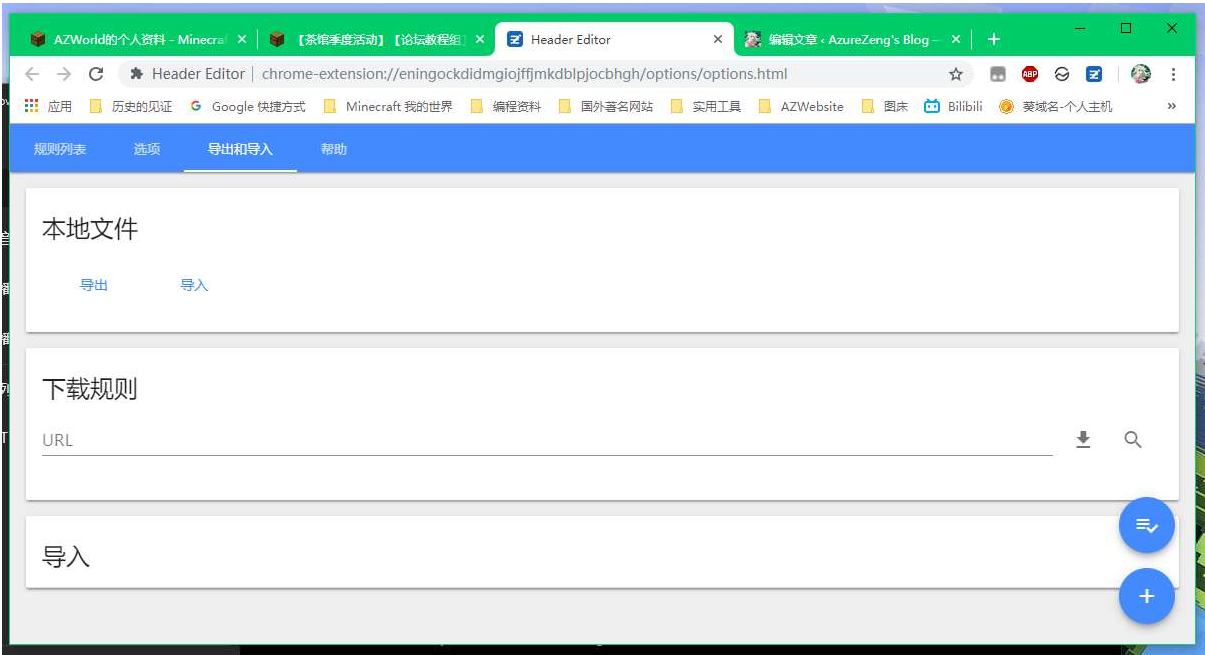 AZWorld的个人资料 - Minecra
【茶馆季度活动】【论坛教程组】
Header Editor
编辑文章 ‹ AzureZeng's Blog —
Header Editor chrome-extension://eningockdidmgiojffjmkdblpjocbhgh/options/options.html
ABP
应用 历史的见证 Google 快捷方式 Minecraft 我的世界 编程资料 国外著名网站 实用工具 AZWebsite 图床 Bilibili 葵域名-个人主机 »
规则列表 选项 导出和导入 帮助
本地文件
导出 导入
下载规则
URL
导入